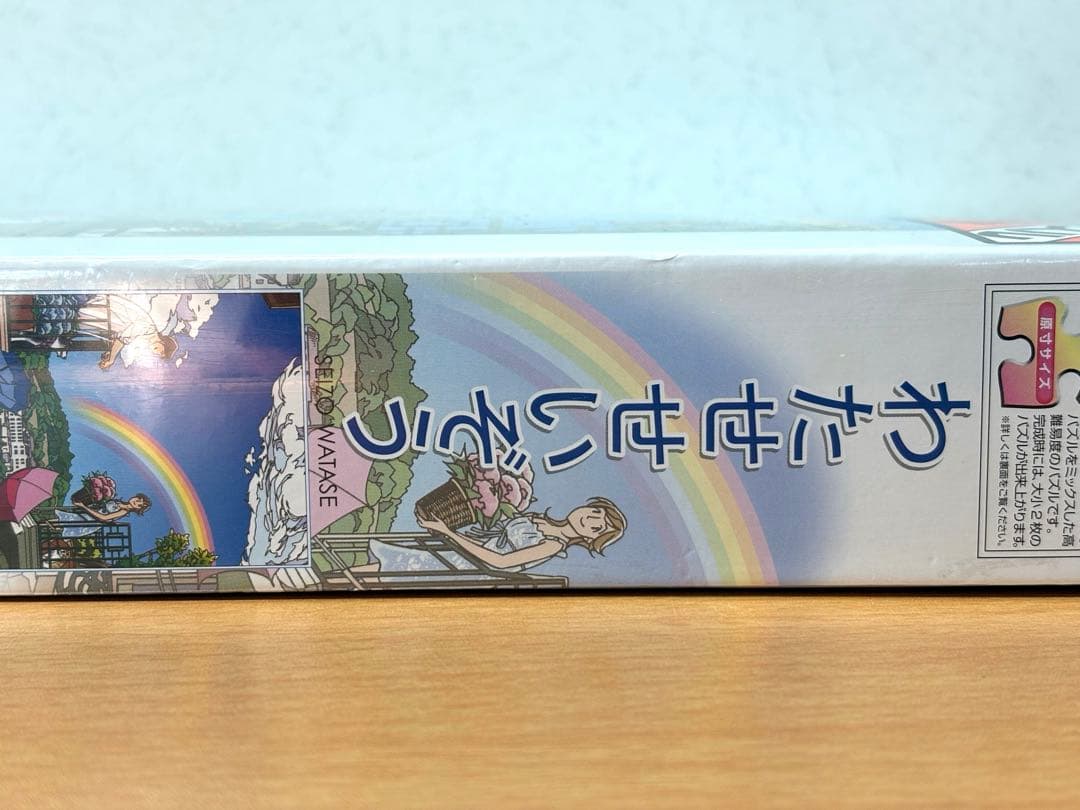 わたせせいぞう
SEIZO WATASE
原寸サイズ
パズルをミックスした高
難易度のパズルです。
完成時には、大小2枚の
パズルが出来上がります。
※詳しくは裏面をご覧ください。